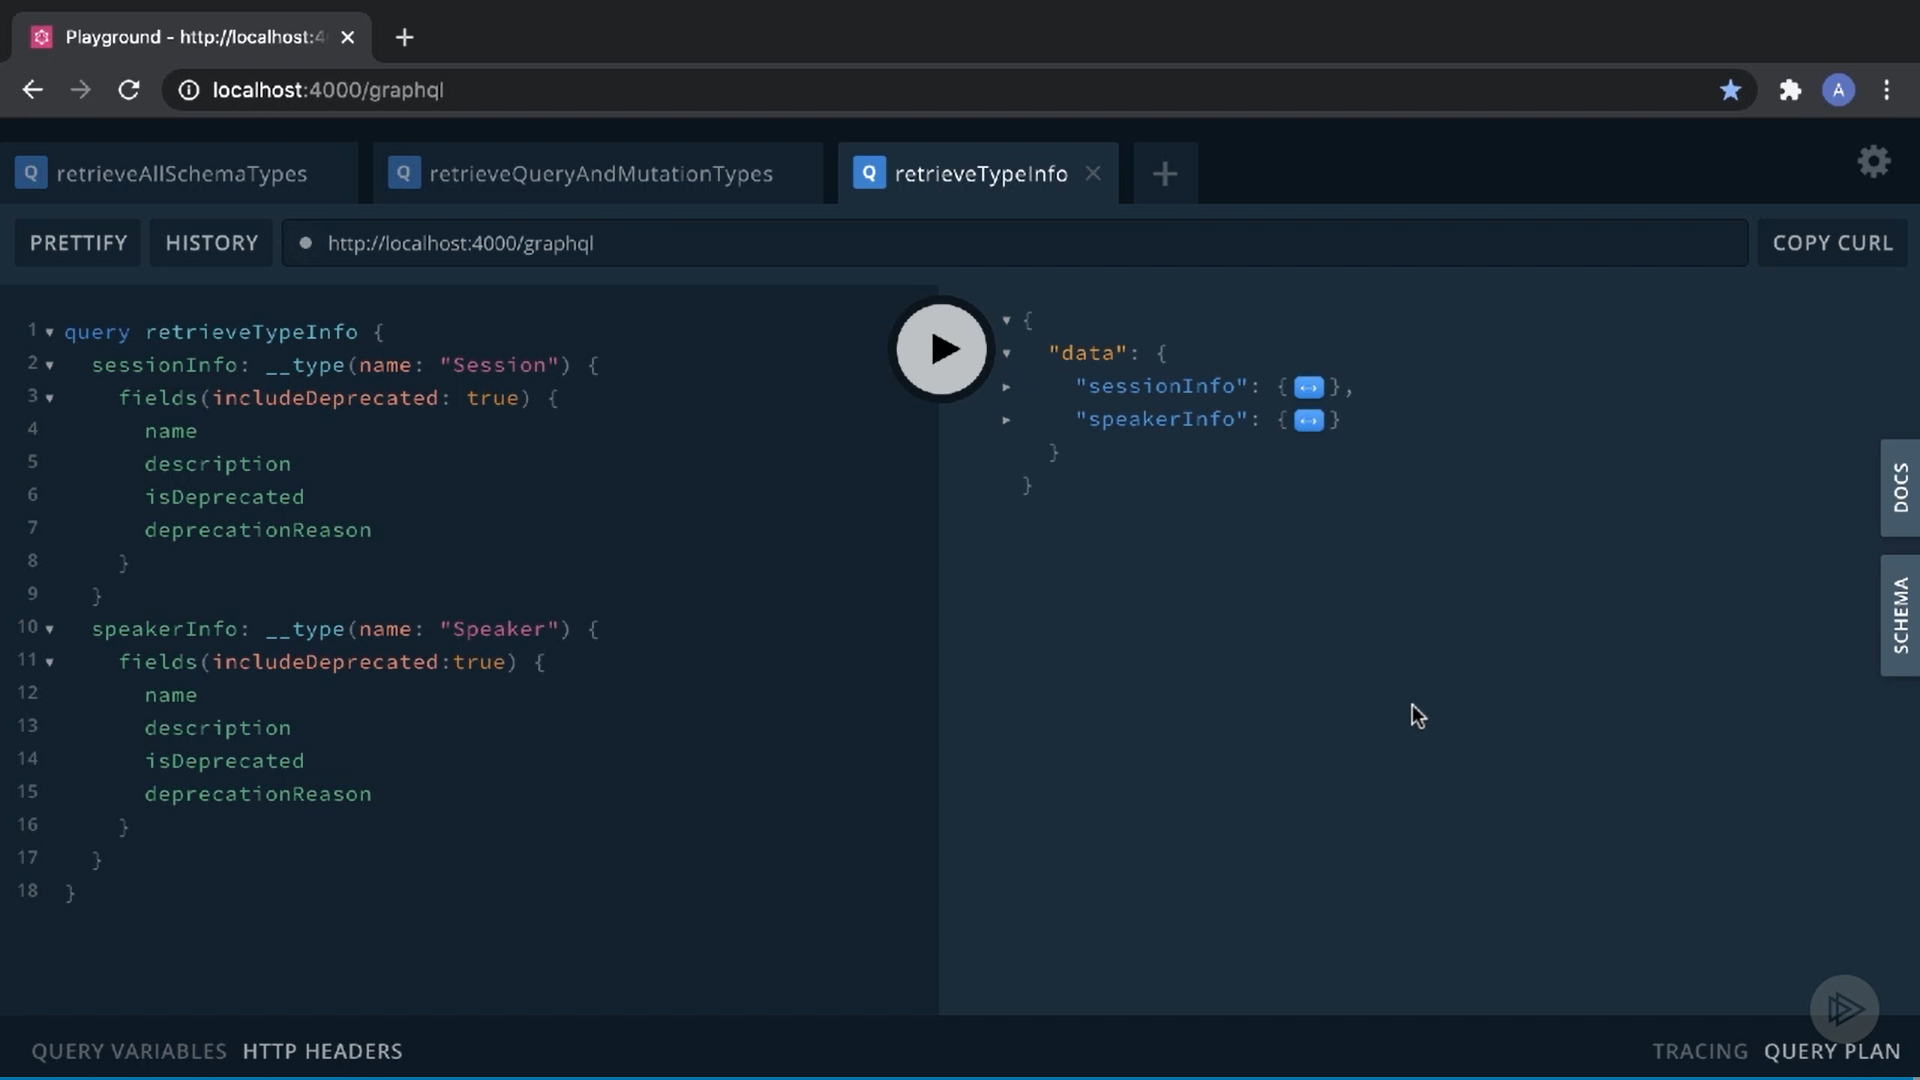 Playground - http://localhost:4
localhost:4000/graphql
A
Q retrieveAllSchemaTypes
Q retrieveQueryAndMutationTypes
Q retrieveTypeInfo
PRETTIFY
HISTORY
http://localhost:4000/graphql
COPY CURL
1 query retrieveTypeInfo {
2 sessionInfo: __type(name: "Session") {
3 fields(includeDeprecated: true) {
4 name
5 description
6 isDeprecated
7 deprecationReason
8 }
9 }
10 speakerInfo: __type(name: "Speaker") {
11 fields(includeDeprecated:true) {
12 name
13 description
14 isDeprecated
15 deprecationReason
16 }
17 }
18 }
{
"data": {
"sessionInfo": {↔},
"speakerInfo": {↔}
}
}
DOCS
SCHEMA
QUERY VARIABLES HTTP HEADERS
TRACING QUERY PLAN